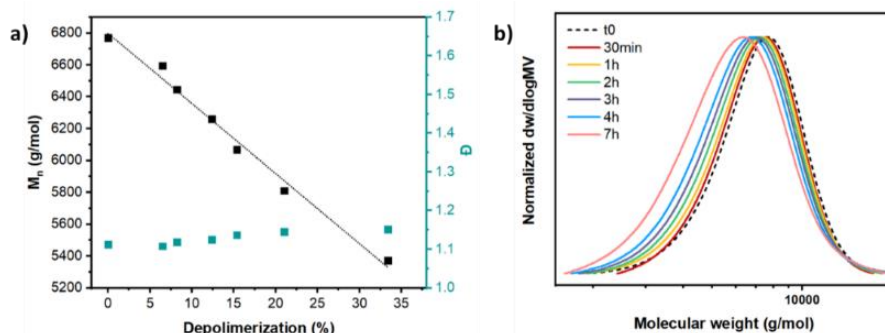 a)
6800
6600
6400
6200
6000
5800
5600
5400
5200
Mn (g/mol)
0 5 10 15 20 25 30 35
Depolimerization (%)
1.7
1.6
1.5
1.4
1.3
1.2
1.1
1.0
Đ
b)
t0
30min
1h
2h
3h
4h
7h
Normalized dw/dlogMV
10000
Molecular weight (g/mol)